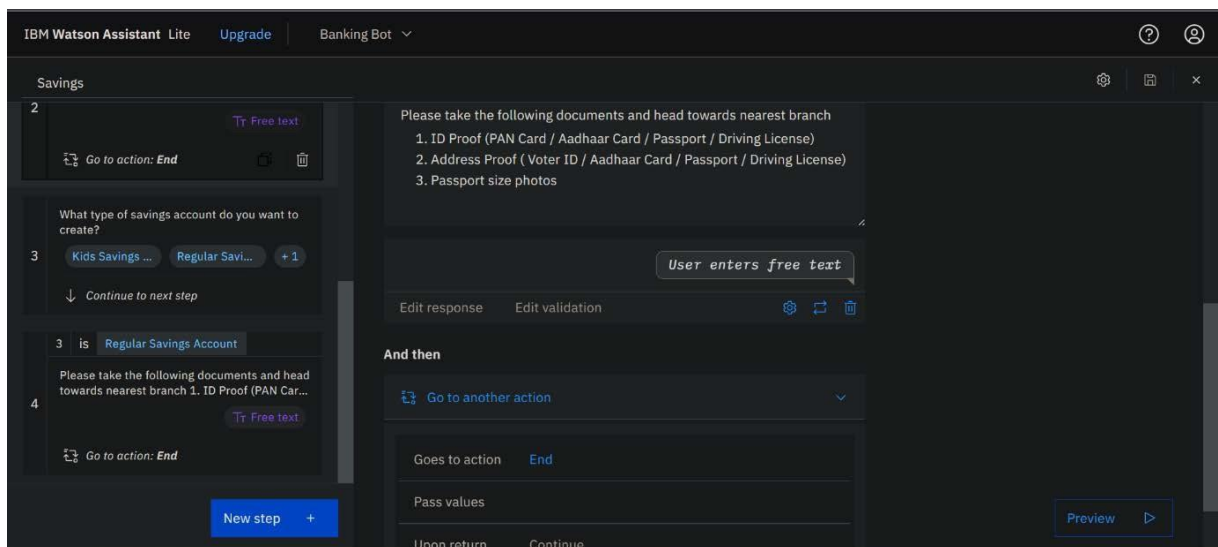 IBM Watson Assistant Lite Upgrade Banking Bot
Savings
2
Tт Free text
Go to action: End
What type of savings account do you want to
create?
3 Kids Savings ... Regular Savi... + 1
Continue to next step
3 is Regular Savings Account
Please take the following documents and head
towards nearest branch 1. ID Proof (PAN Car...
4
Tт Free text
Go to action: End
New step +
Please take the following documents and head towards nearest branch
1. ID Proof (PAN Card / Aadhaar Card / Passport / Driving License)
2. Address Proof ( Voter ID / Aadhaar Card / Passport / Driving License)
3. Passport size photos
User enters free text
Edit response Edit validation
And then
Go to another action
Goes to action End
Pass values
Upon return Continue
Preview